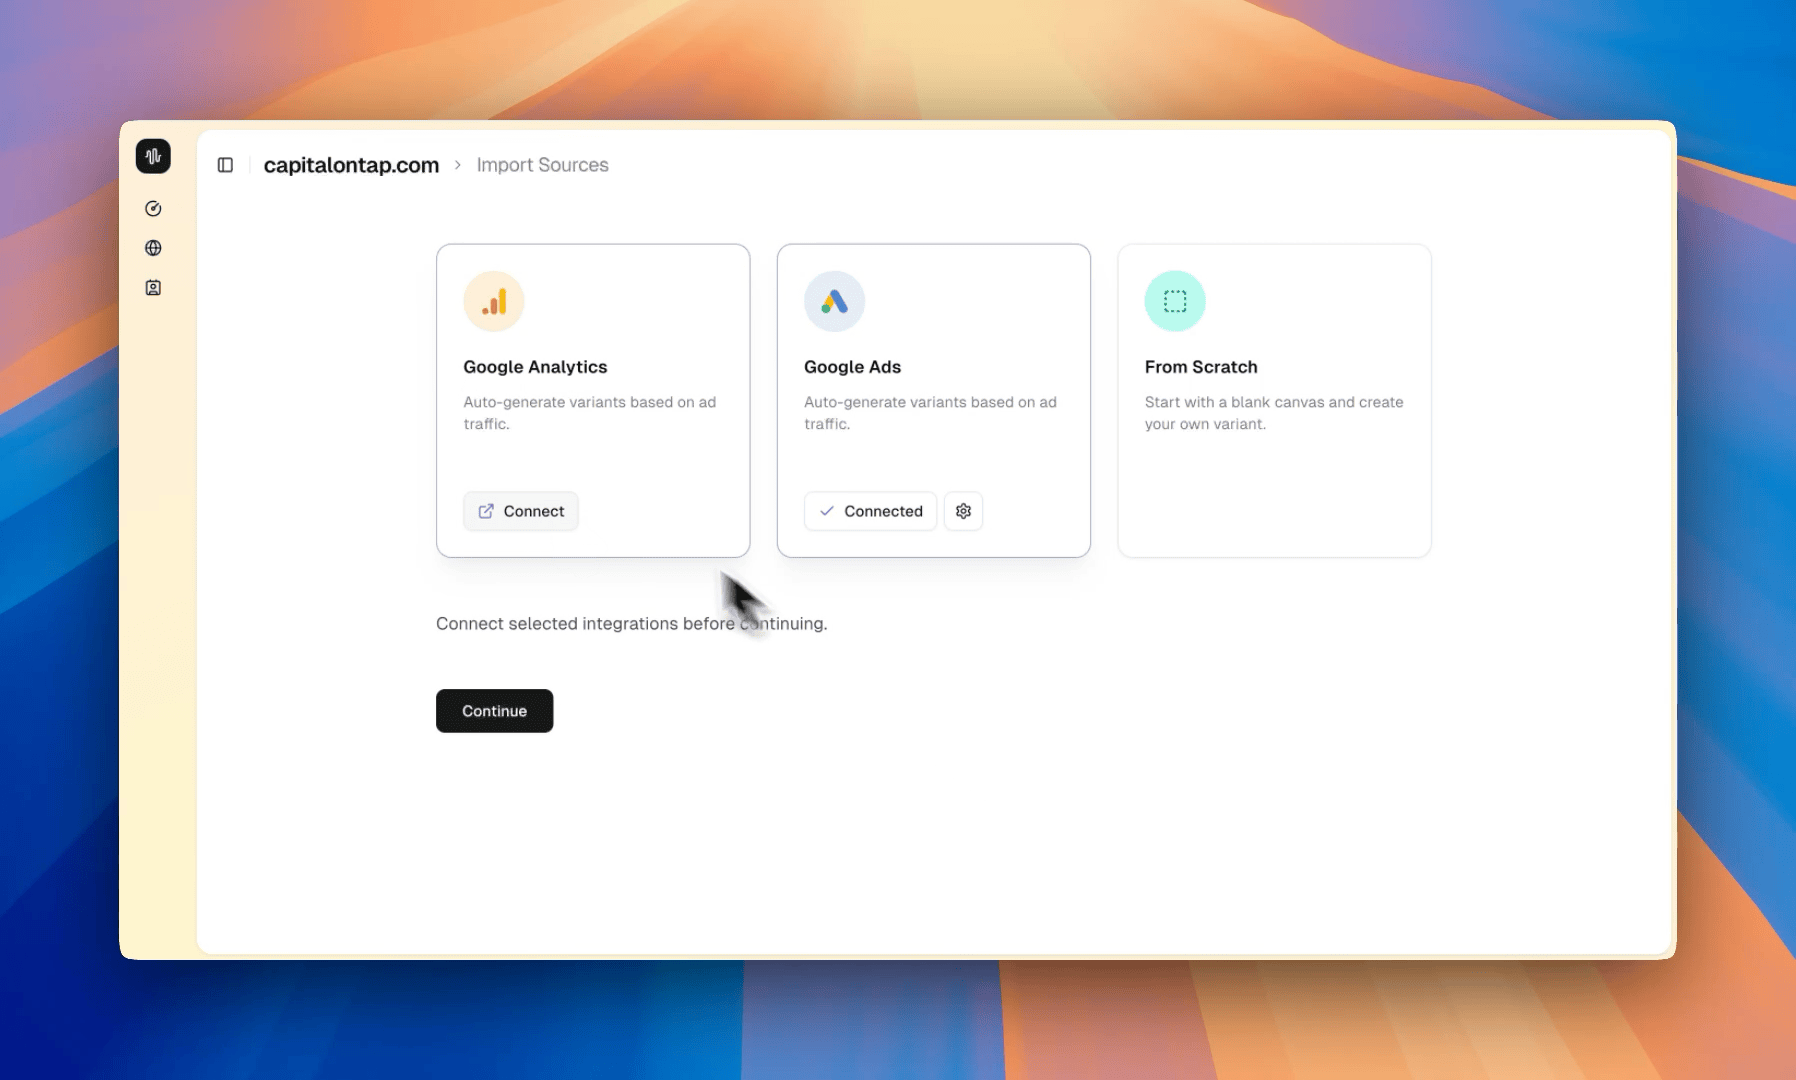 capitalontap.com > Import Sources
Google Analytics
Auto-generate variants based on ad
traffic.
Connect
Google Ads
Auto-generate variants based on ad
traffic.
Connected
From Scratch
Start with a blank canvas and create
your own variant.
Connect selected integrations before continuing.
Continue